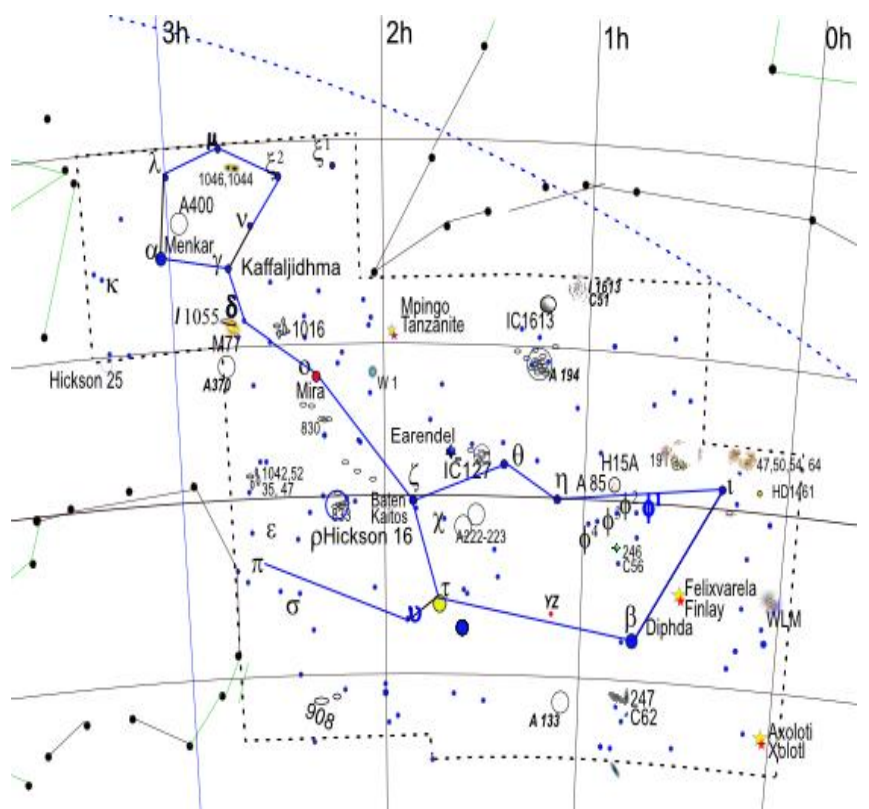 3h
2h
1h
0h
μ
λ
ξ2
ξ1
1046,1044
A400
ν
α
Menkar
γ
Kaffaljidhma
κ
I1613
C51
δ
I 1055
1016
Mpingo
Tanzanite
IC1613
M77
Hickson 25
A370
ο
Mira
W 1
A 194
830
Earendel
θ
IC127
H15A
191
47,50,54, 64
1042,52
35, 47
ζ
η
A 85
ι
HD1461
Baten
Kaitos
833
χ
ρHickson 16
A222-223
ϕ4
ϕ3
ϕ2
ϕ1
ε
246
C56
π
σ
υ
τ
YZ
β
Diphda
Felixvarela
Finlay
WLM
908
A 133
247
C62
Axoloti
Xolotl